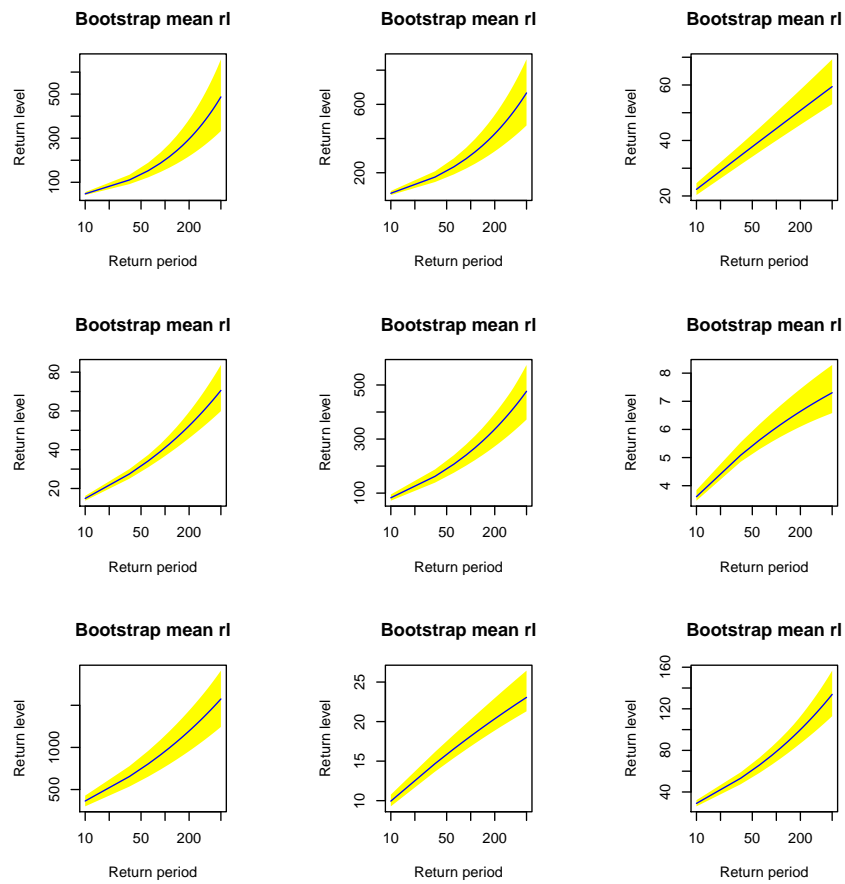 Bootstrap mean rl
Return level
100 300 500
10 50 200
Return period
Bootstrap mean rl
Return level
200 600
10 50 200
Return period
Bootstrap mean rl
Return level
20 40 60
10 50 200
Return period
Bootstrap mean rl
Return level
20 40 60 80
10 50 200
Return period
Bootstrap mean rl
Return level
100 300 500
10 50 200
Return period
Bootstrap mean rl
Return level
4 5 6 7 8
10 50 200
Return period
Bootstrap mean rl
Return level
500 1000
10 50 200
Return period
Bootstrap mean rl
Return level
10 15 20 25
10 50 200
Return period
Bootstrap mean rl
Return level
40 80 120 160
10 50 200
Return period